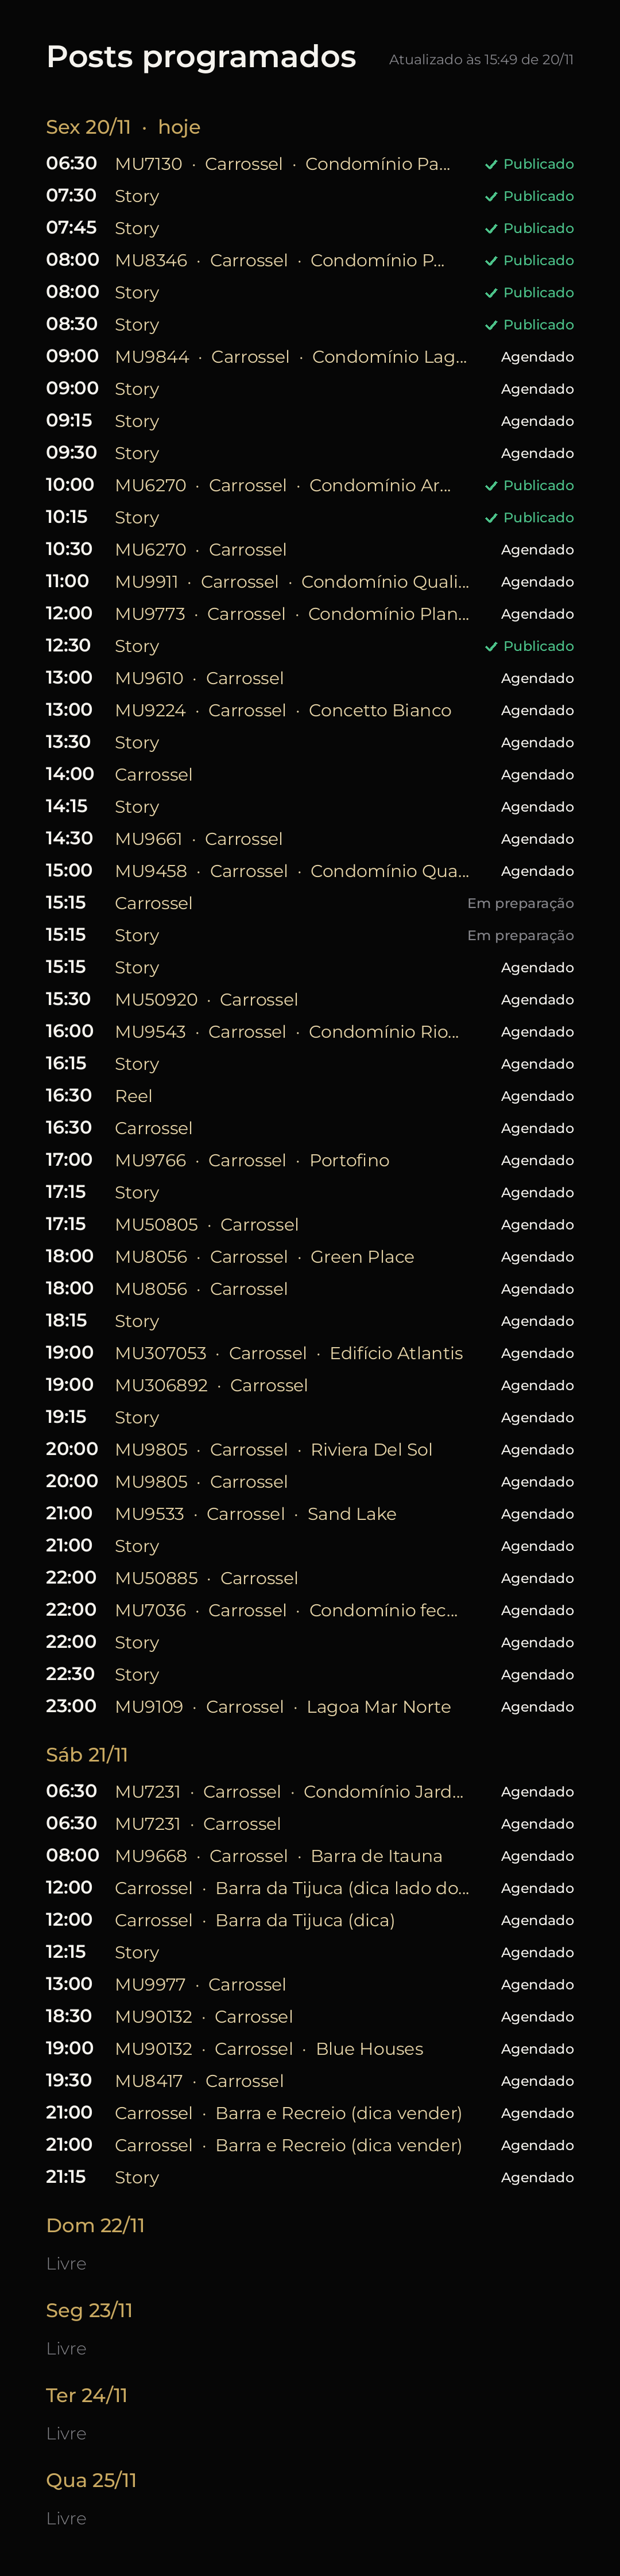 Posts programados Atualizado às 15:49 de 20/11
Sex 20/11 · hoje
06:30 MU7130 · Carrossel · Condomínio Pa... ✓ Publicado
07:30 Story ✓ Publicado
07:45 Story ✓ Publicado
08:00 MU8346 · Carrossel · Condomínio P... ✓ Publicado
08:00 Story ✓ Publicado
08:30 Story ✓ Publicado
09:00 MU9844 · Carrossel · Condomínio Lag... Agendado
09:00 Story Agendado
09:15 Story Agendado
09:30 Story Agendado
10:00 MU6270 · Carrossel · Condomínio Ar... ✓ Publicado
10:15 Story ✓ Publicado
10:30 MU6270 · Carrossel Agendado
11:00 MU9911 · Carrossel · Condomínio Quali... Agendado
12:00 MU9773 · Carrossel · Condomínio Plan... Agendado
12:30 Story ✓ Publicado
13:00 MU9610 · Carrossel Agendado
13:00 MU9224 · Carrossel · Concetto Bianco Agendado
13:30 Story Agendado
14:00 Carrossel Agendado
14:15 Story Agendado
14:30 MU9661 · Carrossel Agendado
15:00 MU9458 · Carrossel · Condomínio Qua... Agendado
15:15 Carrossel Em preparação
15:15 Story Em preparação
15:15 Story Agendado
15:30 MU50920 · Carrossel Agendado
16:00 MU9543 · Carrossel · Condomínio Rio... Agendado
16:15 Story Agendado
16:30 Reel Agendado
16:30 Carrossel Agendado
17:00 MU9766 · Carrossel · Portofino Agendado
17:15 Story Agendado
17:15 MU50805 · Carrossel Agendado
18:00 MU8056 · Carrossel · Green Place Agendado
18:00 MU8056 · Carrossel Agendado
18:15 Story Agendado
19:00 MU307053 · Carrossel · Edifício Atlantis Agendado
19:00 MU306892 · Carrossel Agendado
19:15 Story Agendado
20:00 MU9805 · Carrossel · Riviera Del Sol Agendado
20:00 MU9805 · Carrossel Agendado
21:00 MU9533 · Carrossel · Sand Lake Agendado
21:00 Story Agendado
22:00 MU50885 · Carrossel Agendado
22:00 MU7036 · Carrossel · Condomínio fec... Agendado
22:00 Story Agendado
22:30 Story Agendado
23:00 MU9109 · Carrossel · Lagoa Mar Norte Agendado
Sáb 21/11
06:30 MU7231 · Carrossel · Condomínio Jard... Agendado
06:30 MU7231 · Carrossel Agendado
08:00 MU9668 · Carrossel · Barra de Itauna Agendado
12:00 Carrossel · Barra da Tijuca (dica lado do... Agendado
12:00 Carrossel · Barra da Tijuca (dica) Agendado
12:15 Story Agendado
13:00 MU9977 · Carrossel Agendado
18:30 MU90132 · Carrossel Agendado
19:00 MU90132 · Carrossel · Blue Houses Agendado
19:30 MU8417 · Carrossel Agendado
21:00 Carrossel · Barra e Recreio (dica vender) Agendado
21:00 Carrossel · Barra e Recreio (dica vender) Agendado
21:15 Story Agendado
Dom 22/11
Livre
Seg 23/11
Livre
Ter 24/11
Livre
Qua 25/11
Livre